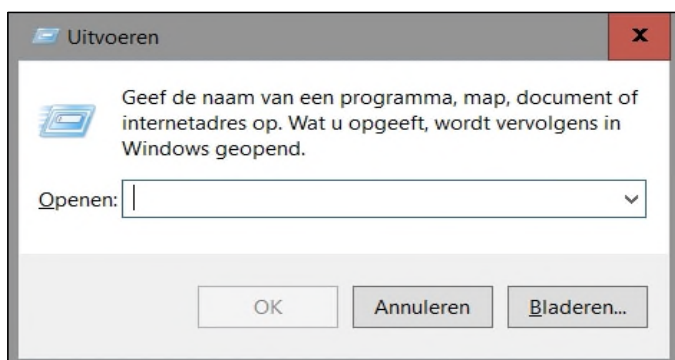 Uitvoeren
x
Geef de naam van een programma, map, document of
internetadres op. Wat u opgeeft, wordt vervolgens in
Windows geopend.
Openen:
OK Annuleren Bladeren...